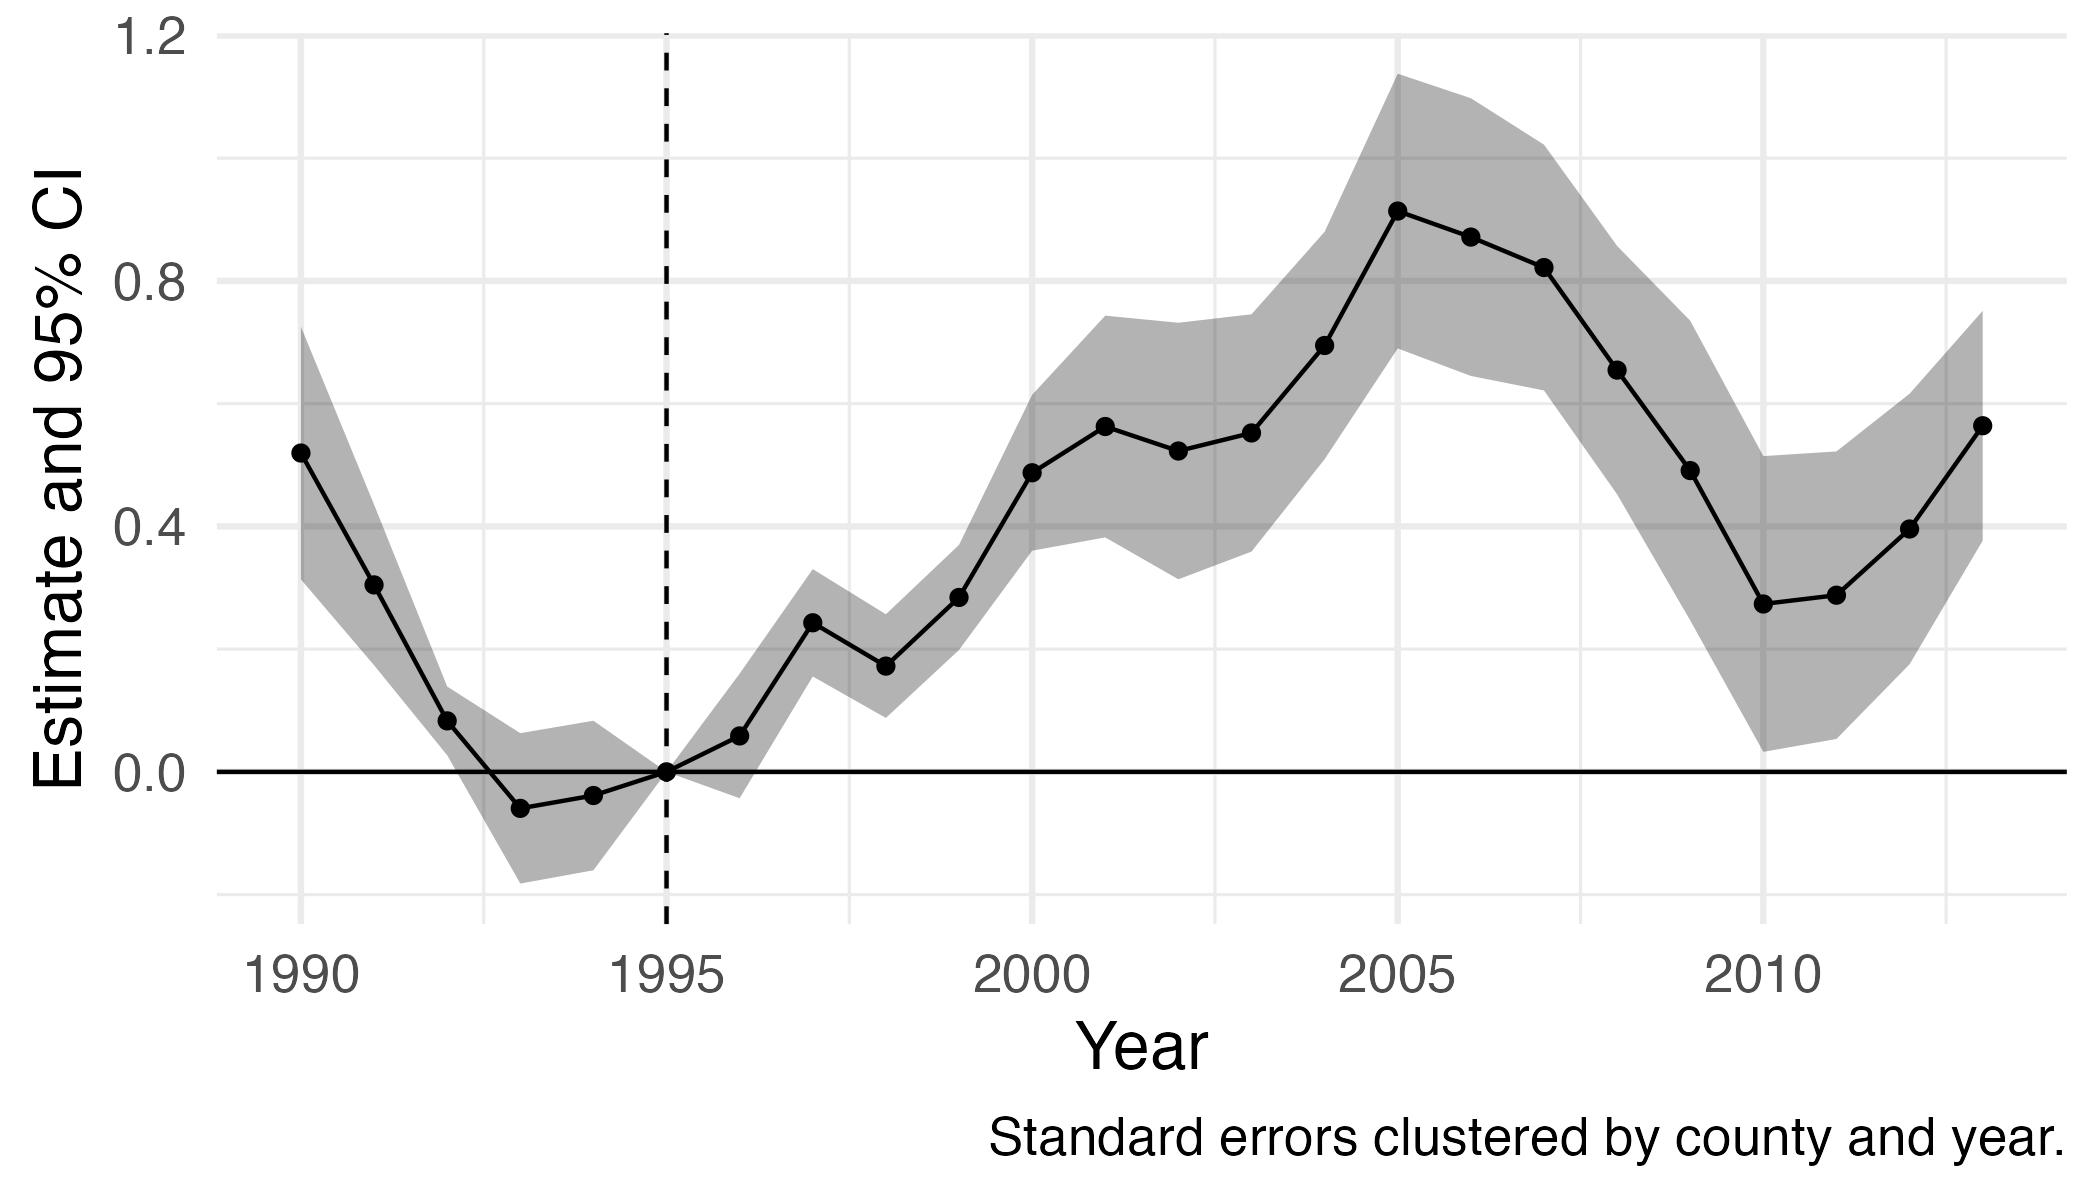 Estimate and 95% CI
1.2
0.8
0.4
0.0
1990 1995 2000 2005 2010
Year
Standard errors clustered by county and year.